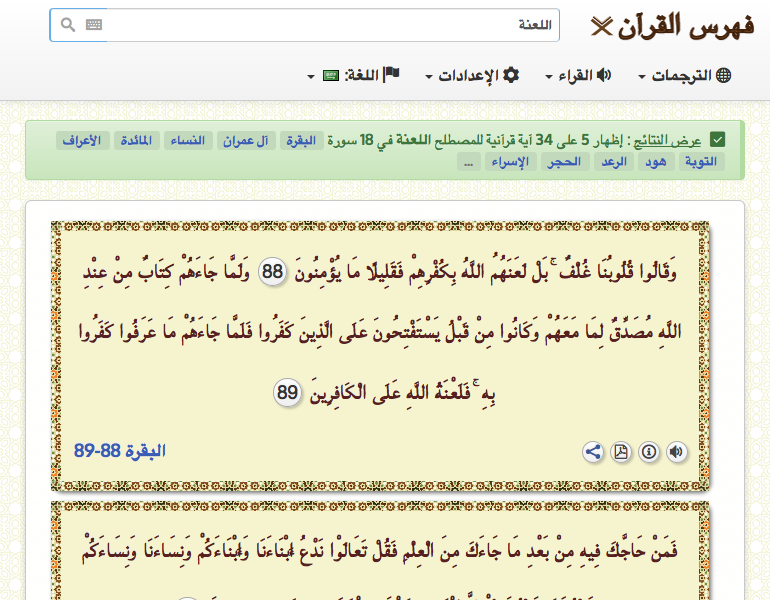 فهرس القرآن
اللعنة
الترجمات
القراء
الإعدادات
اللغة:
عرض النتائج : إظهار 5 على 34 آية قرآنية للمصطلح اللعنة في 18 سورة البقرة آل عمران النساء المائدة الأعراف
التوبة هود الرعد الحجر الإسراء ...
وَقَالُوا قُلُوبُنَا غُلْفٌ ۚ بَلْ لَعَنَهُمُ اللَّهُ بِكُفْرِهِمْ فَقَلِيلًا مَا يُؤْمِنُونَ 88 وَلَمَّا جَاءَهُمْ كِتَابٌ مِنْ عِنْدِ
اللَّهِ مُصَدِّقٌ لِمَا مَعَهُمْ وَكَانُوا مِنْ قَبْلُ يَسْتَفْتِحُونَ عَلَى الَّذِينَ كَفَرُوا فَلَمَّا جَاءَهُمْ مَا عَرَفُوا كَفَرُوا
بِهِ ۚ فَلَعْنَةُ اللَّهِ عَلَى الْكَافِرِينَ 89
البقرة 88-89
فَمَنْ حَاجَّكَ فِيهِ مِنْ بَعْدِ مَا جَاءَكَ مِنَ الْعِلْمِ فَقُلْ تَعَالَوْا نَدْعُ أَبْنَاءَنَا وَأَبْنَاءَكُمْ وَنِسَاءَنَا وَنِسَاءَكُمْ